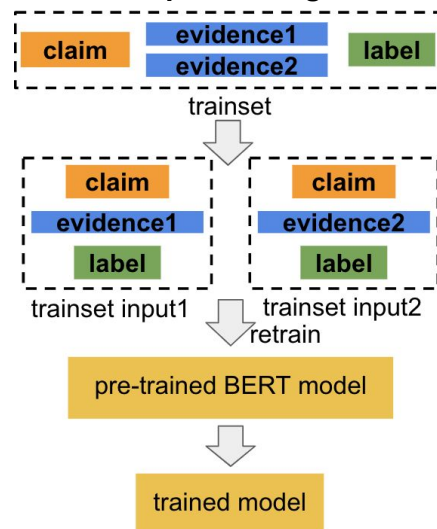 claim evidence1 label
evidence2
trainset
claim claim
evidence1 evidence2
label label
trainset input1 trainset input2
retrain
pre-trained BERT model
trained model